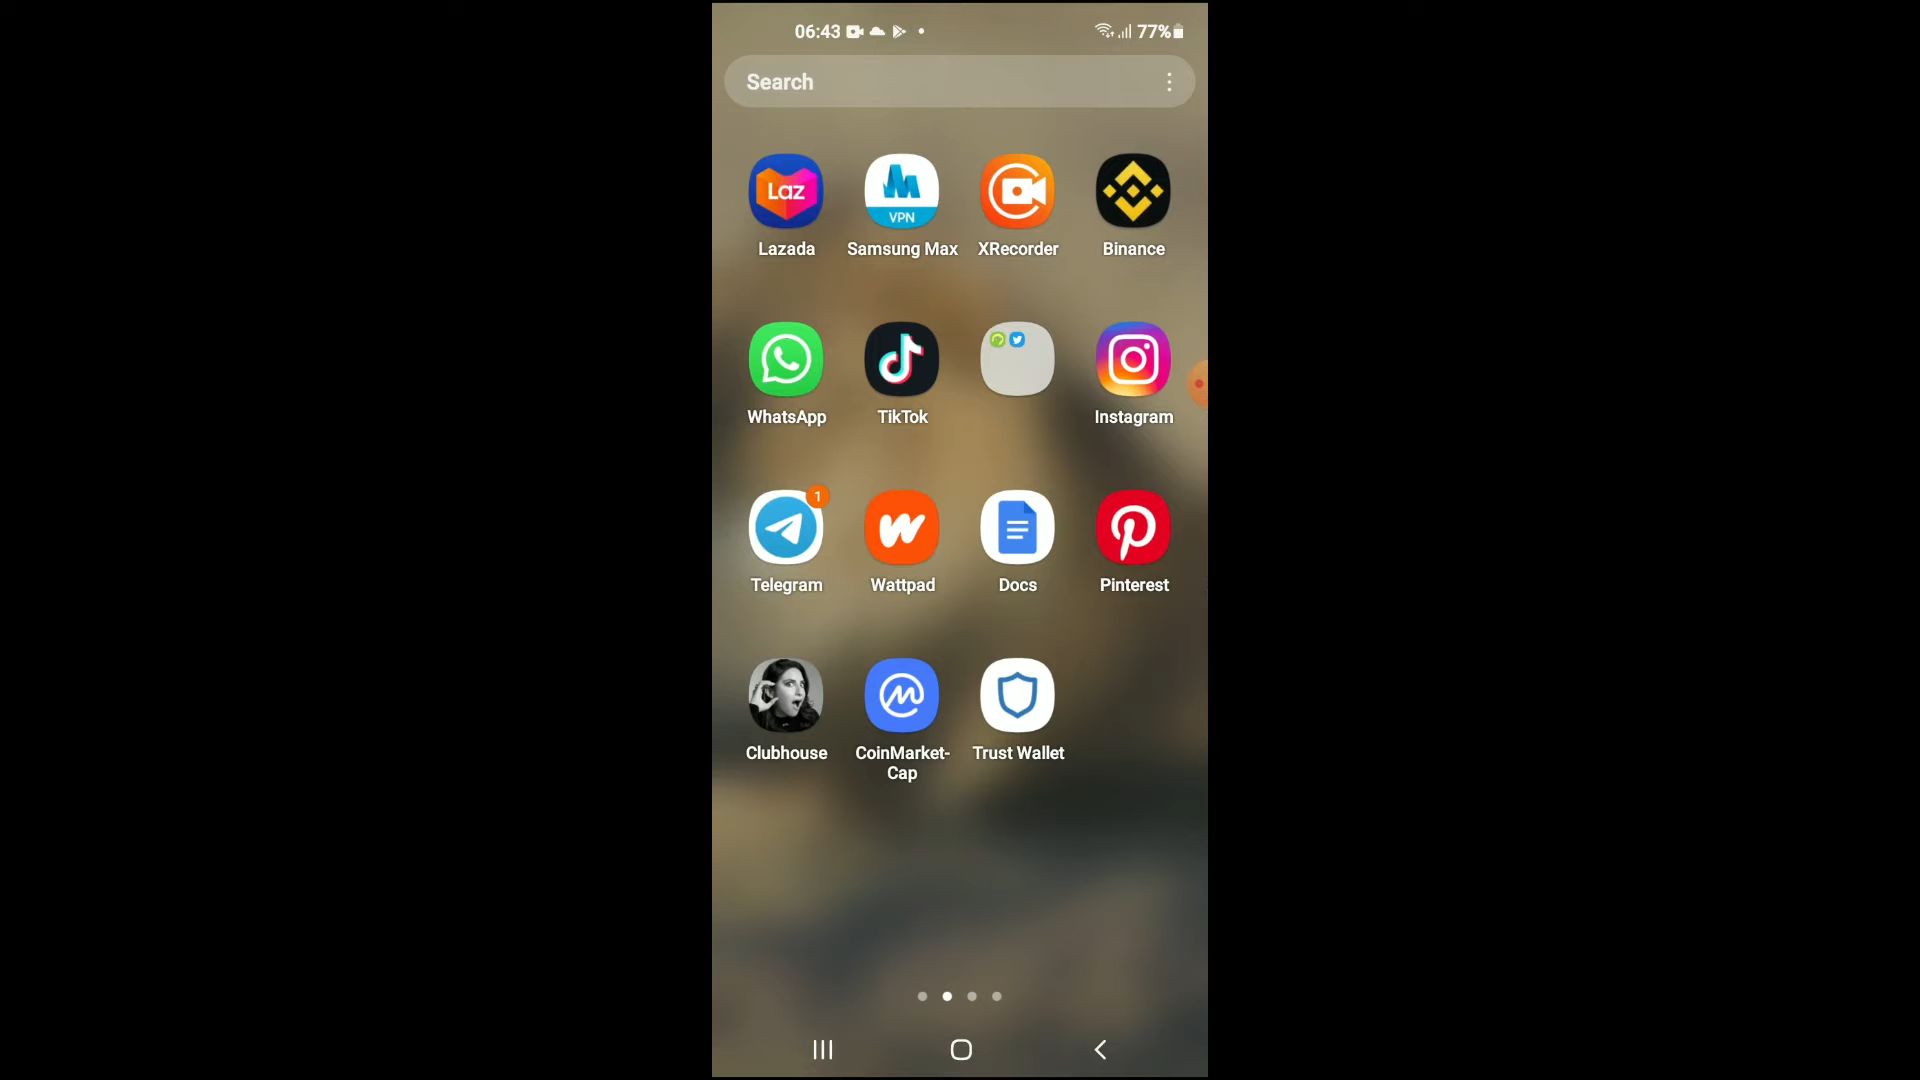 06:43
77%
Search
Laz
VPN
Lazada
Samsung Max
XRecorder
Binance
WhatsApp
TikTok
Instagram
1
Telegram
Wattpad
Docs
Pinterest
Clubhouse
CoinMarket-
Cap
Trust Wallet